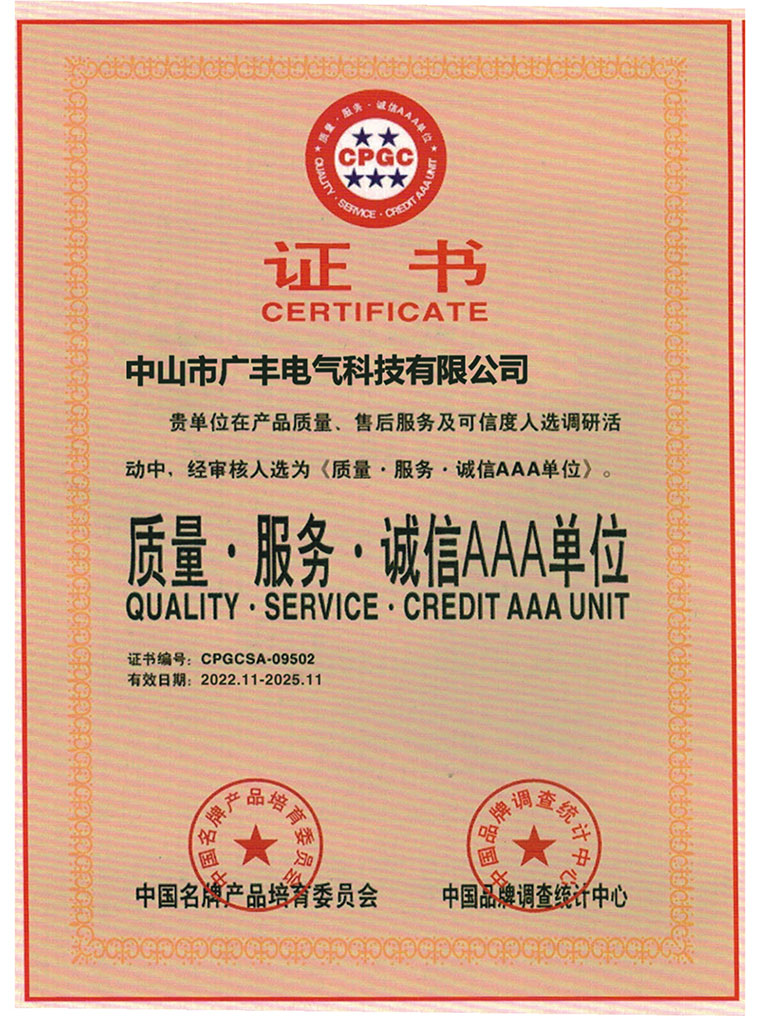 质量·服务·诚信AAA单位
CPGC
QUALITY·SERVICE·CREDIT AAA UNIT
证 书
CERTIFICATE
中山市广丰电气科技有限公司
贵单位在产品质量、售后服务及可信度人选调研活
动中，经审核人选为《质量·服务·诚信AAA单位》。
质量·服务·诚信AAA单位
QUALITY·SERVICE·CREDIT AAA UNIT
证书编号：CPGCSA-09502
有效日期：2022.11-2025.11
中国名牌产品培育委员会
中国品牌调查统计中心
中国名牌产品培育委员会
中国品牌调查统计中心